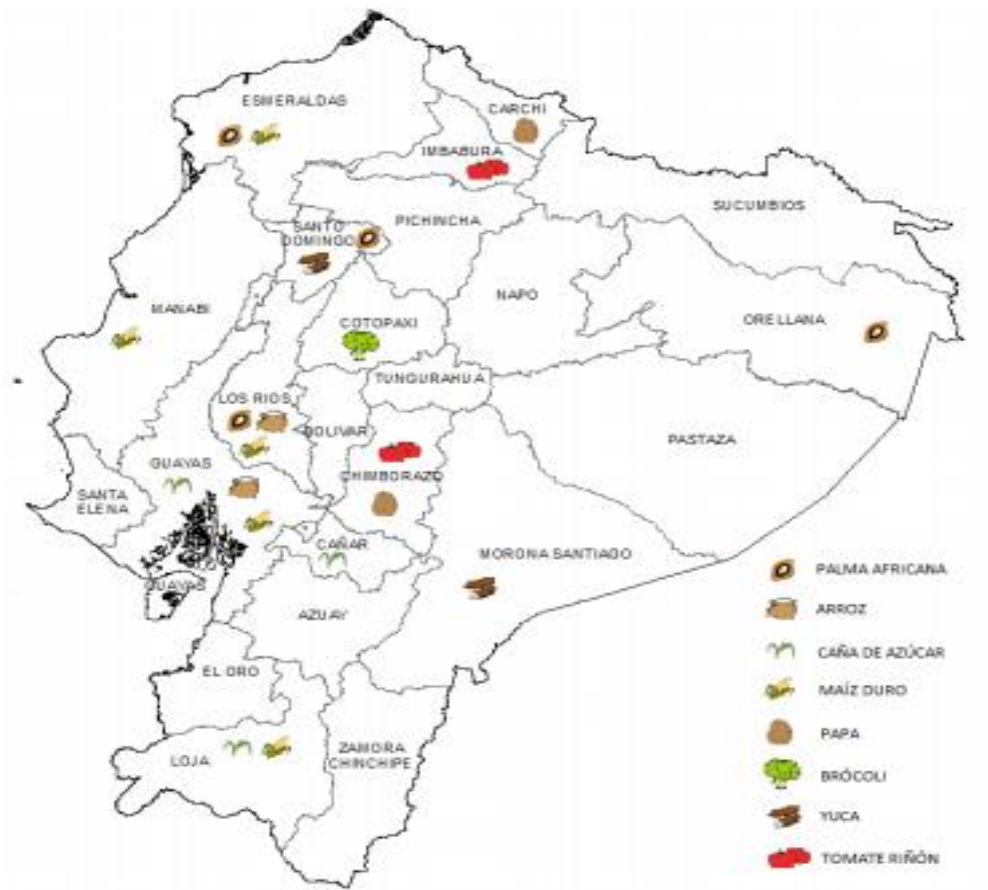 ESMERALDAS
CARCHI
IMBABURA
SUCUMBIOS
PICHINCHA
SANTO
DOMINGO
NAPO
MANABI
COTOPAXI
ORELLANA
TUNGURAHUA
LOS RIOS
BOLIVAR
PASTAZA
GUAYAS
CHIMBORAZO
SANTA
ELENA
CAÑAR
MORONA SANTIAGO
GUAYAS
AZUAY
EL ORO
LOJA
ZAMORA
CHINCHIPE
PALMA AFRICANA
ARROZ
CAÑA DE AZÚCAR
MAÍZ DURO
PAPA
BRÓCOLI
YUCA
TOMATE RIÑÓN